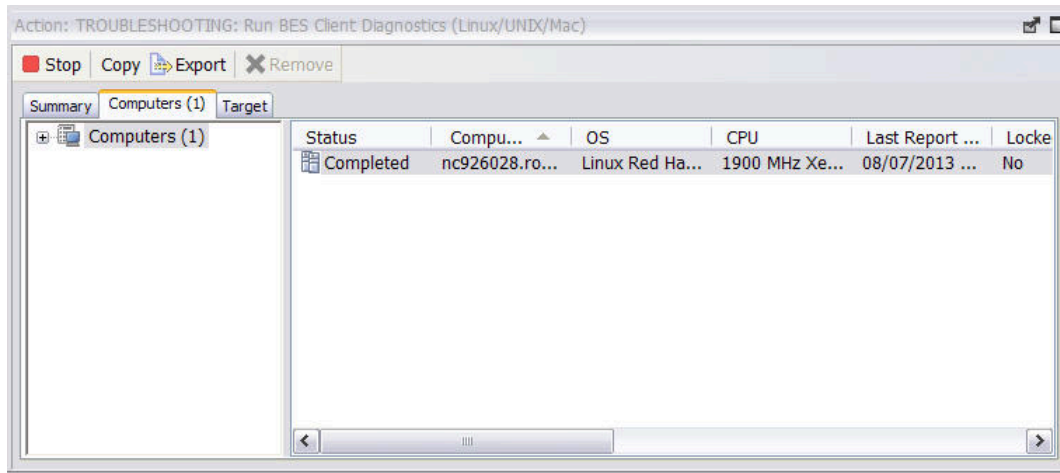 Action: TROUBLESHOOTING: Run BES Client Diagnostics (Linux/UNIX/Mac)
Stop Copy Export Remove
Summary Computers (1) Target
Computers (1)
Status Compu... OS CPU Last Report ... Locke
Completed nc926028.ro... Linux Red Ha... 1900 MHz Xe... 08/07/2013 ... No